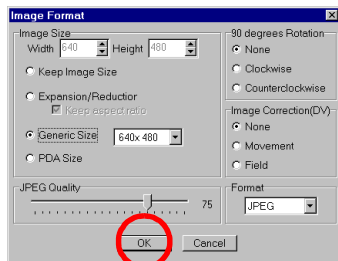 Image Format
Image Size
Width 640 Height 480
Keep Image Size
Expansion/Reductior
Keep aspect ratio
Generic Size 640x 480
PDA Size
90 degrees Rotation
None
Clockwise
Counterclockwise
Image Correction(DV)
None
Movement
Field
JPEG Quality
75
Format
JPEG
OK Cancel